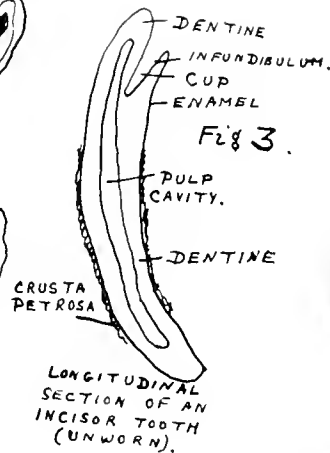 DENTINE
INFUNDIBULUM.
CUP
ENAMEL
Fig 3.
PULP
CAVITY.
DENTINE
CRUSTA
PETROSA
LONGITUDINAL
SECTION OF AN
INCISOR TOOTH
(UNWORN).